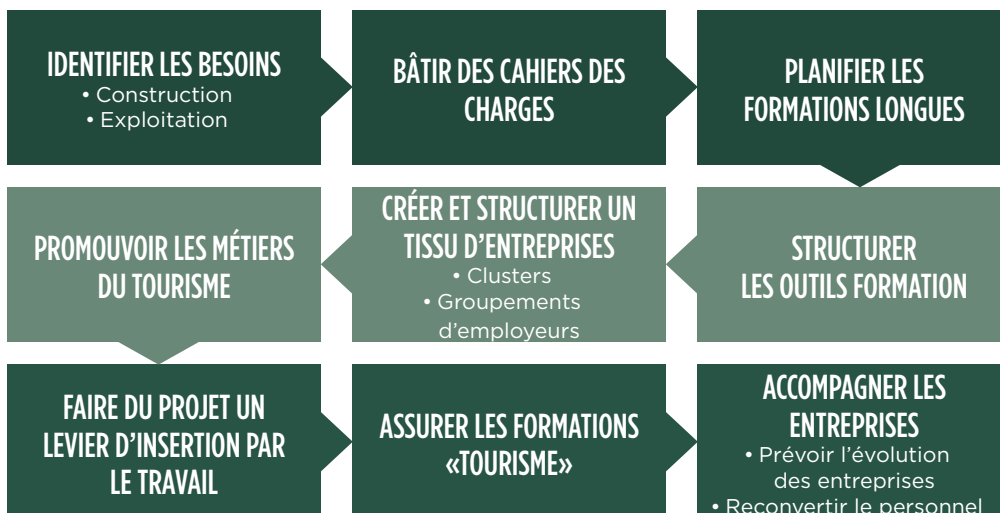 IDENTIFIER LES BESOINS
• Construction
• Exploitation
BÂTIR DES CAHIERS DES
CHARGES
PLANIFIER LES
FORMATIONS LONGUES
STRUCTURER
LES OUTILS FORMATION
CRÉER ET STRUCTURER UN
TISSU D’ENTREPRISES
• Clusters
• Groupements
d’employeurs
PROMOUVOIR LES MÉTIERS
DU TOURISME
FAIRE DU PROJET UN
LEVIER D’INSERTION PAR
LE TRAVAIL
ASSURER LES FORMATIONS
«TOURISME»
ACCOMPAGNER LES
ENTREPRISES
• Prévoir l’évolution
des entreprises
• Reconvertir le personnel